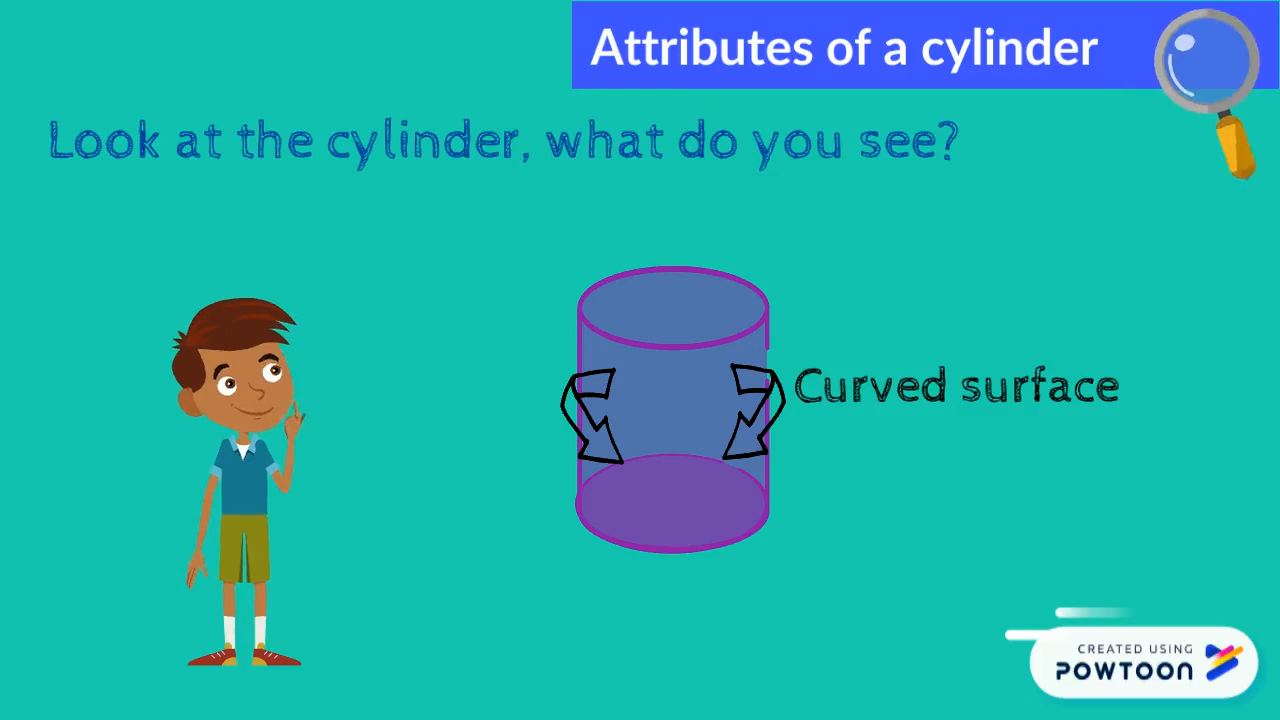 Attributes of a cylinder
Look at the cylinder, what do you see?
Curved surface
CREATED USING
POWTOON